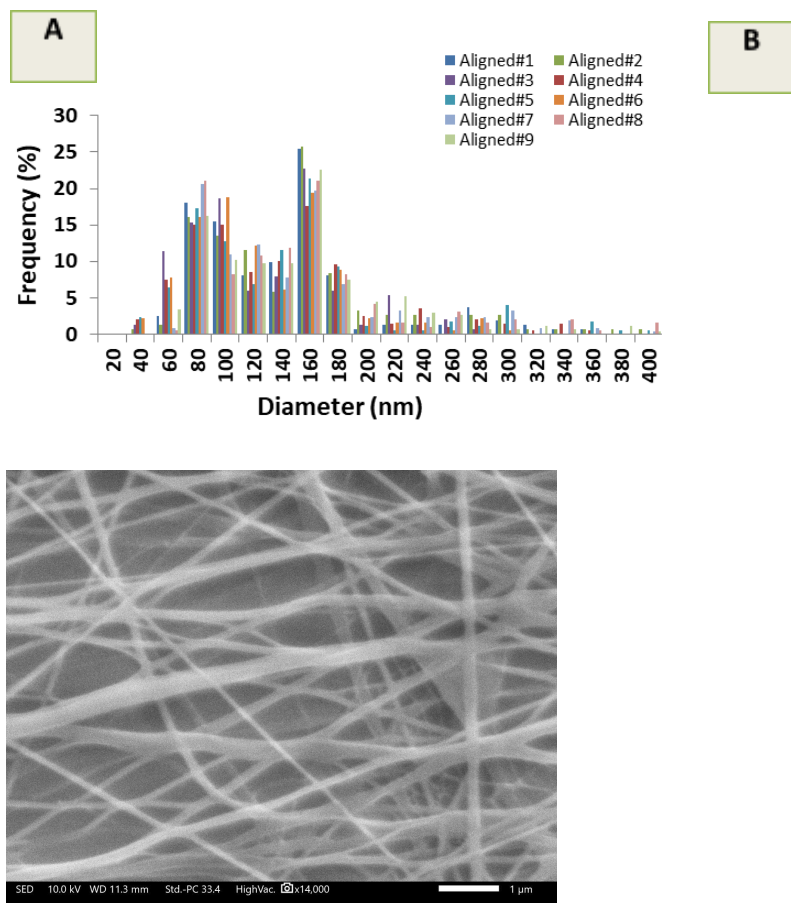 A
B
Aligned#1 Aligned#2
Aligned#3 Aligned#4
Aligned#5 Aligned#6
Aligned#7 Aligned#8
Aligned#9
Frequency (%)
30
25
20
15
10
5
0
20 40 60 80 100 120 140 160 180 200 220 240 260 280 300 320 340 360 380 400
Diameter (nm)
SED 10.0 kV WD 11.3 mm Std.-PC 33.4 HighVac. x14,000 1 µm